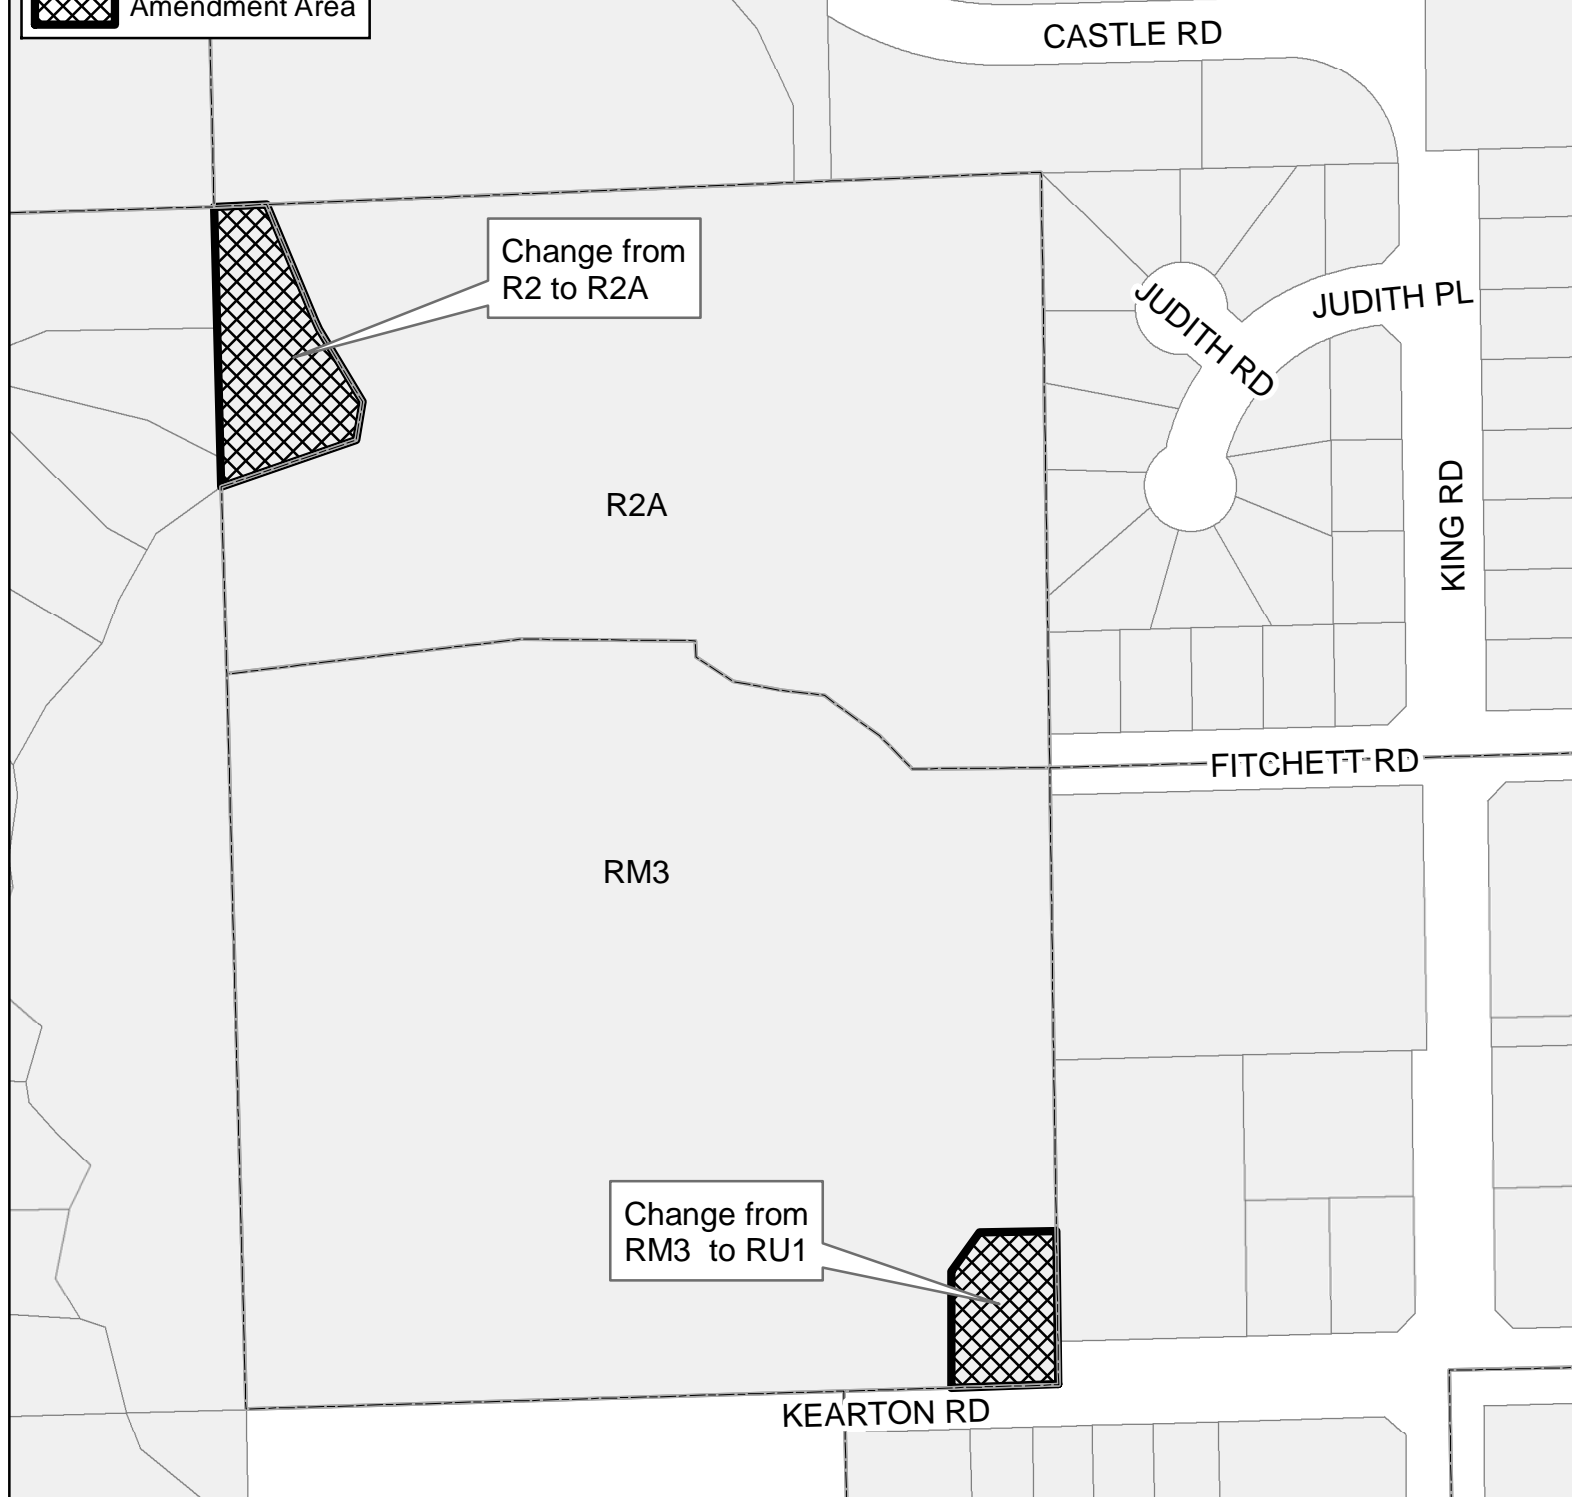 Amendment Area
CASTLE RD
Change from
R2 to R2A
JUDITH PL
JUDITH RD
R2A
KING RD
FITCHETT RD
RM3
Change from
RM3 to RU1
KEARTON RD